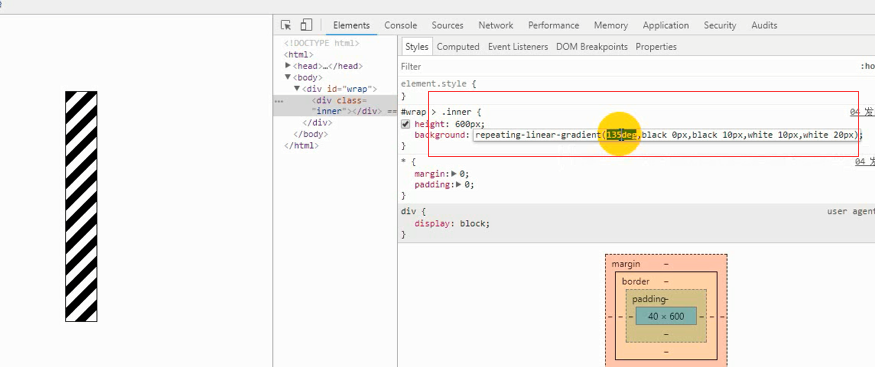 Elements Console Sources Network Performance Memory Application Security Audits
<!DOCTYPE html>
<html>
<head>…</head>
<body>
<div id="wrap">
… <div class=
"inner"></div> ==
</div>
</body>
</html>
Styles Computed Event Listeners DOM Breakpoints Properties
Filter :ho
element.style {
}
#wrap > .inner { 04 发
height: 600px;
background: repeating-linear-gradient(135deg,black 0px,black 10px,white 10px,white 20px);
}
* { 04 发
margin: 0;
padding: 0;
}
div { user agent
display: block;
}
margin –
border –
padding –
– – – 40 × 600 – – –
–
–